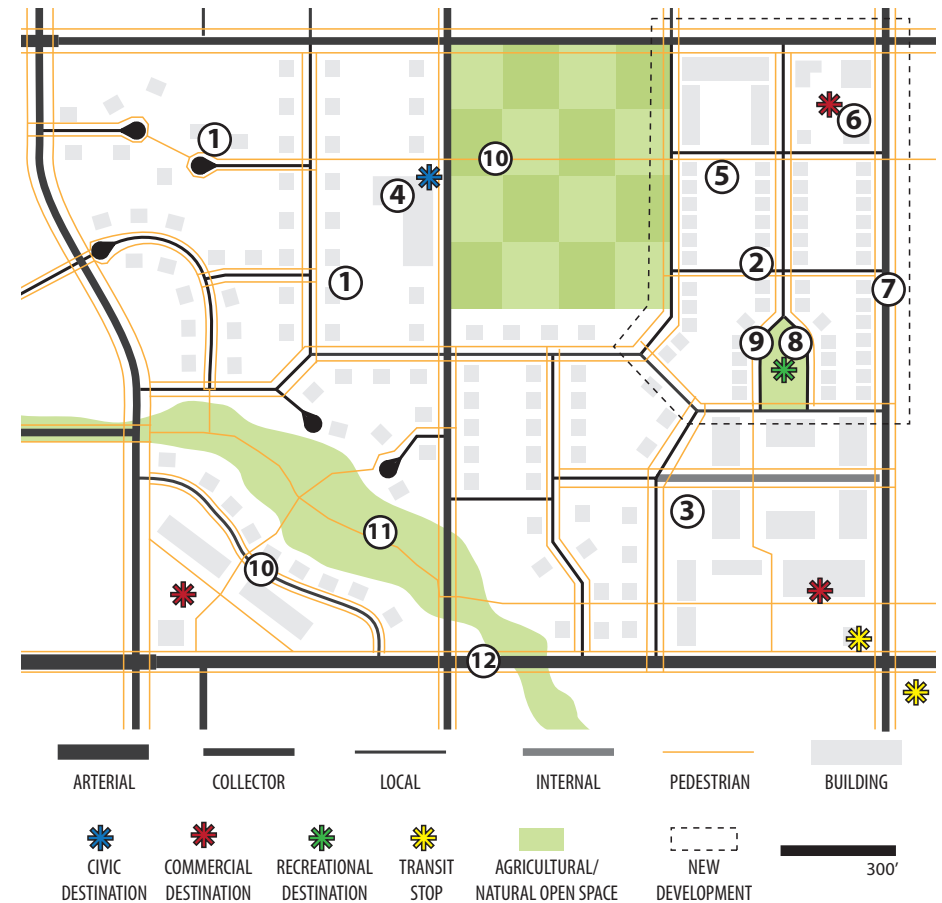 1
10
6
5
4
2
1
7
9
8
3
11
10
12
ARTERIAL
COLLECTOR
LOCAL
INTERNAL
PEDESTRIAN
BUILDING
CIVIC
DESTINATION
COMMERCIAL
DESTINATION
RECREATIONAL
DESTINATION
TRANSIT
STOP
AGRICULTURAL/
NATURAL OPEN SPACE
NEW
DEVELOPMENT
300’